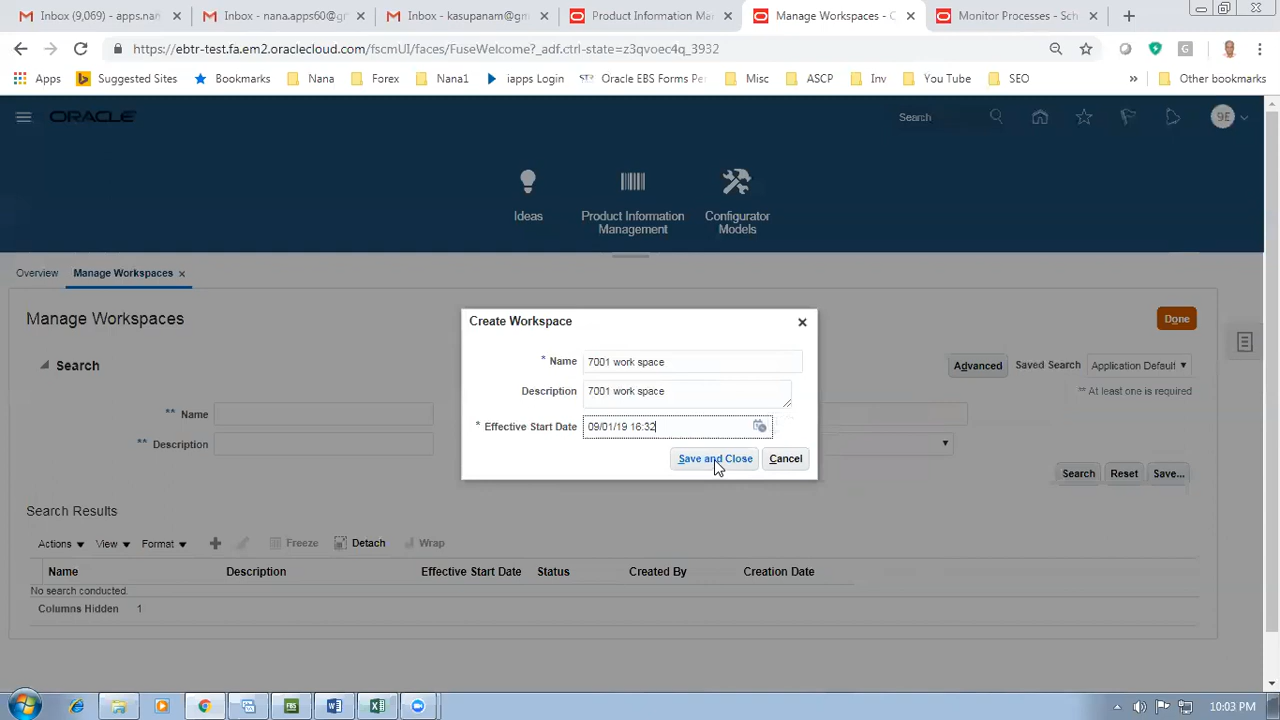 Inbox (9,069) - apps.nan
Inbox - nana.apps60@gr
Inbox - kasupanam@gm
Product Information Ma
Manage Workspaces - C
Monitor Processes - Sch
https://ebtr-test.fa.em2.oraclecloud.com/fscmUI/faces/FuseWelcome?_adf.ctrl-state=z3qvoec4q_3932
Apps
Suggested Sites
Bookmarks
Nana
Forex
Nana1
iapps Login
Oracle EBS Forms Pe
Misc
ASCP
Inv
You Tube
SEO
Other bookmarks
ORACLE
Search
9E
Ideas
Product Information
Management
Configurator
Models
Overview
Manage Workspaces
Manage Workspaces
Done
Search
Advanced
Saved Search
Application Default
** At least one is required
** Name
** Description
Search
Reset
Save...
Create Workspace
* Name
7001 work space
Description
7001 work space
* Effective Start Date
09/01/19 16:32
Save and Close
Cancel
Search Results
Actions
View
Format
Freeze
Detach
Wrap
Name
Description
Effective Start Date
Status
Created By
Creation Date
No search conducted.
Columns Hidden 1
10:03 PM